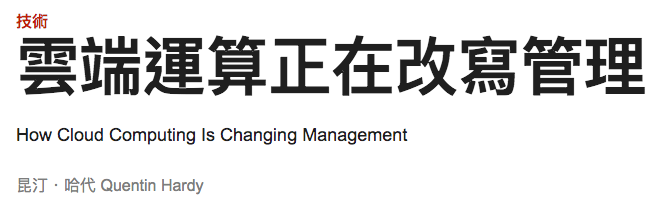 技術
雲端運算正在改寫管理
How Cloud Computing Is Changing Management
昆汀．哈代 Quentin Hardy